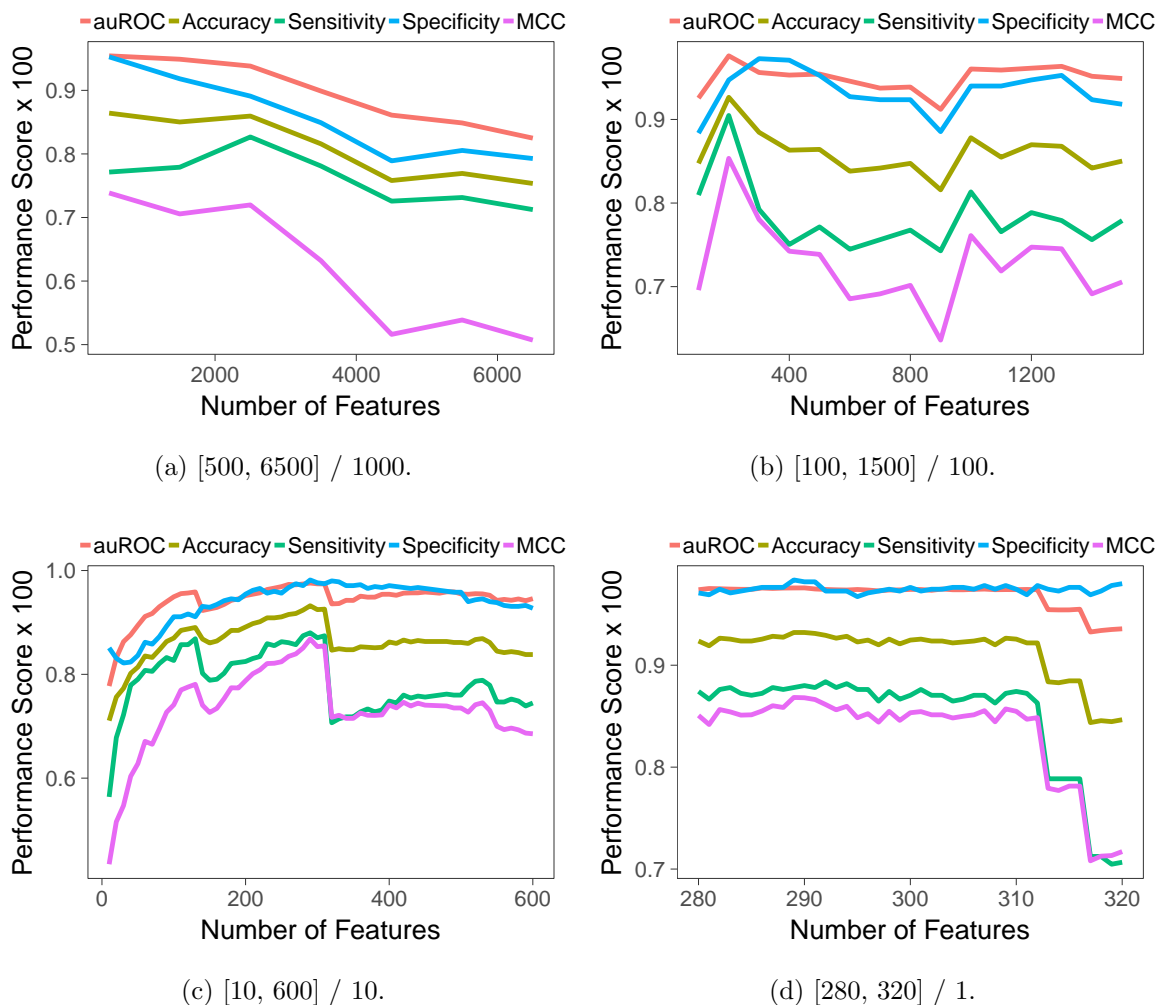 auROC Accuracy Sensitivity Specificity MCC
Performance Score x 100
0.9
0.8
0.7
0.6
0.5
2000 4000 6000
Number of Features
(a) [500, 6500] / 1000.
auROC Accuracy Sensitivity Specificity MCC
Performance Score x 100
0.9
0.8
0.7
400 800 1200
Number of Features
(b) [100, 1500] / 100.
auROC Accuracy Sensitivity Specificity MCC
Performance Score x 100
1.0
0.8
0.6
0 200 400 600
Number of Features
(c) [10, 600] / 10.
auROC Accuracy Sensitivity Specificity MCC
Performance Score x 100
0.9
0.8
0.7
280 290 300 310 320
Number of Features
(d) [280, 320] / 1.